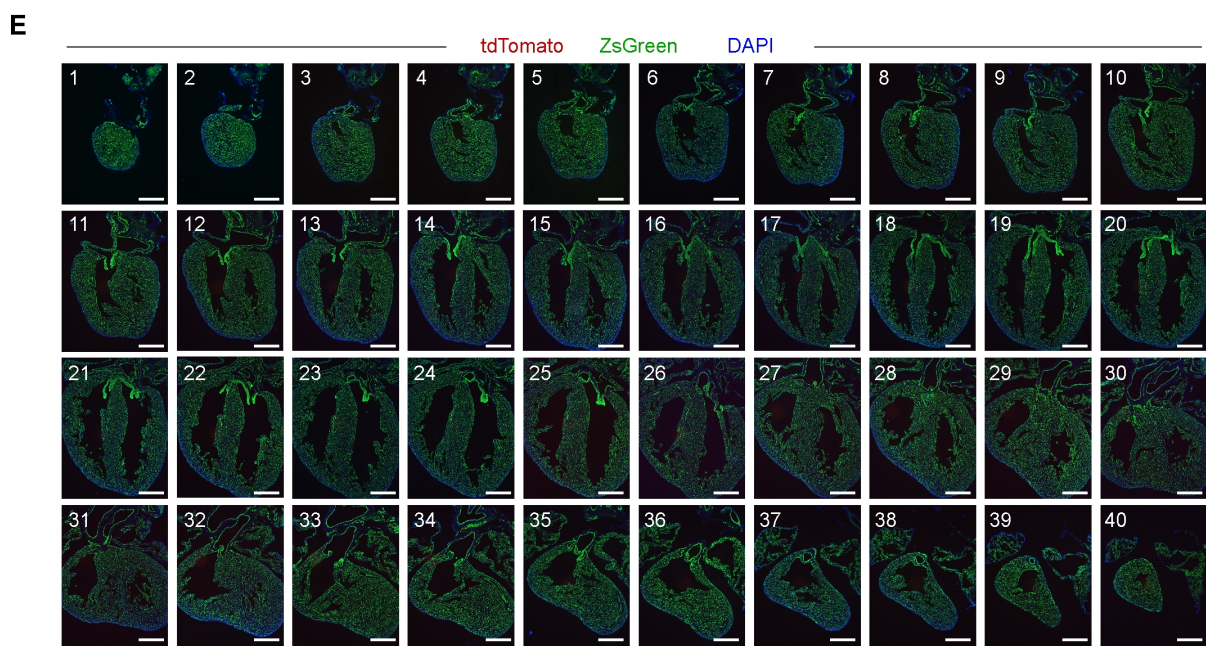 E
tdTomato ZsGreen DAPI
1 2 3 4 5 6 7 8 9 10
11 12 13 14 15 16 17 18 19 20
21 22 23 24 25 26 27 28 29 30
31 32 33 34 35 36 37 38 39 40